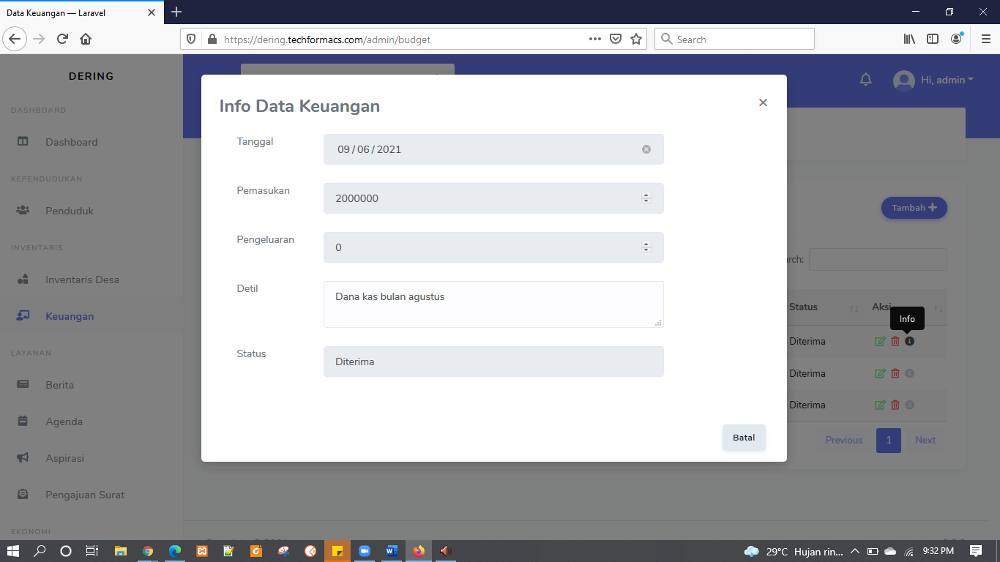 Data Keuangan — Laravel
https://dering.techformacs.com/admin/budget
Search
DERING
Hi, admin
DASHBOARD
Dashboard
KEPENDUDUKAN
Penduduk
INVENTARIS
Inventaris Desa
Keuangan
LAYANAN
Berita
Agenda
Aspirasi
Pengajuan Surat
EKONOMI
Info Data Keuangan
×
Tanggal
09 / 06 / 2021
Pemasukan
2000000
Pengeluaran
0
Detil
Dana kas bulan agustus
Status
Diterima
Batal
Tambah
rch:
Status
Aksi
Info
Diterima
Diterima
Diterima
Previous
1
Next
29°C Hujan rin...
9:32 PM